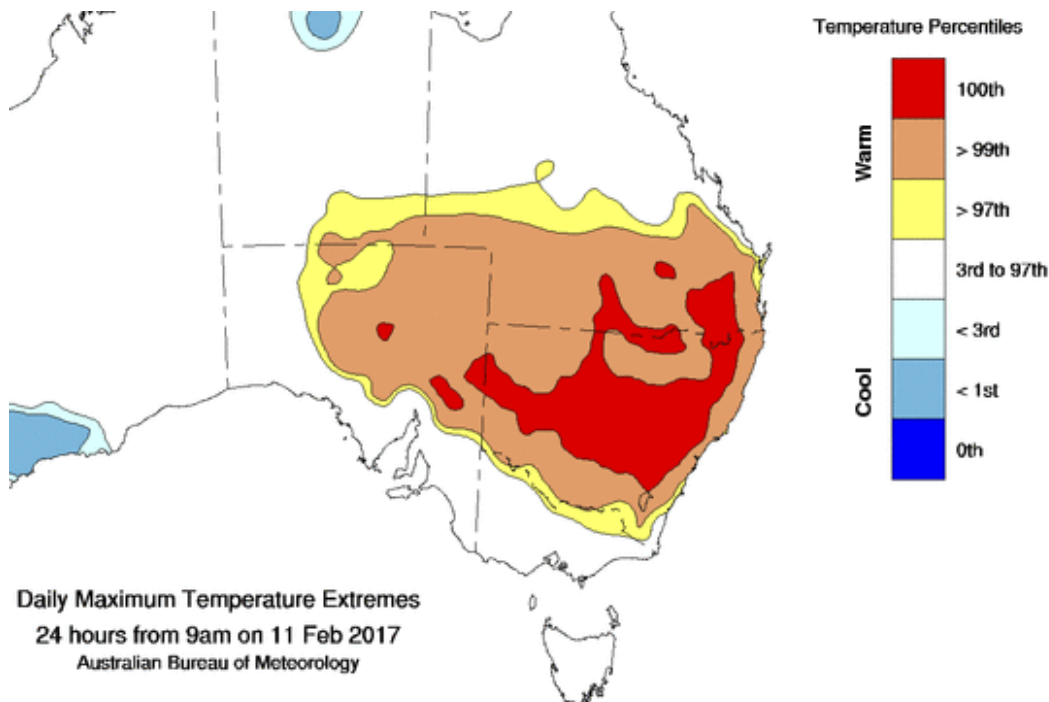 Temperature Percentiles
Warm
100th
> 99th
> 97th
3rd to 97th
Cool
< 3rd
< 1st
0th
Daily Maximum Temperature Extremes
24 hours from 9am on 11 Feb 2017
Australian Bureau of Meteorology